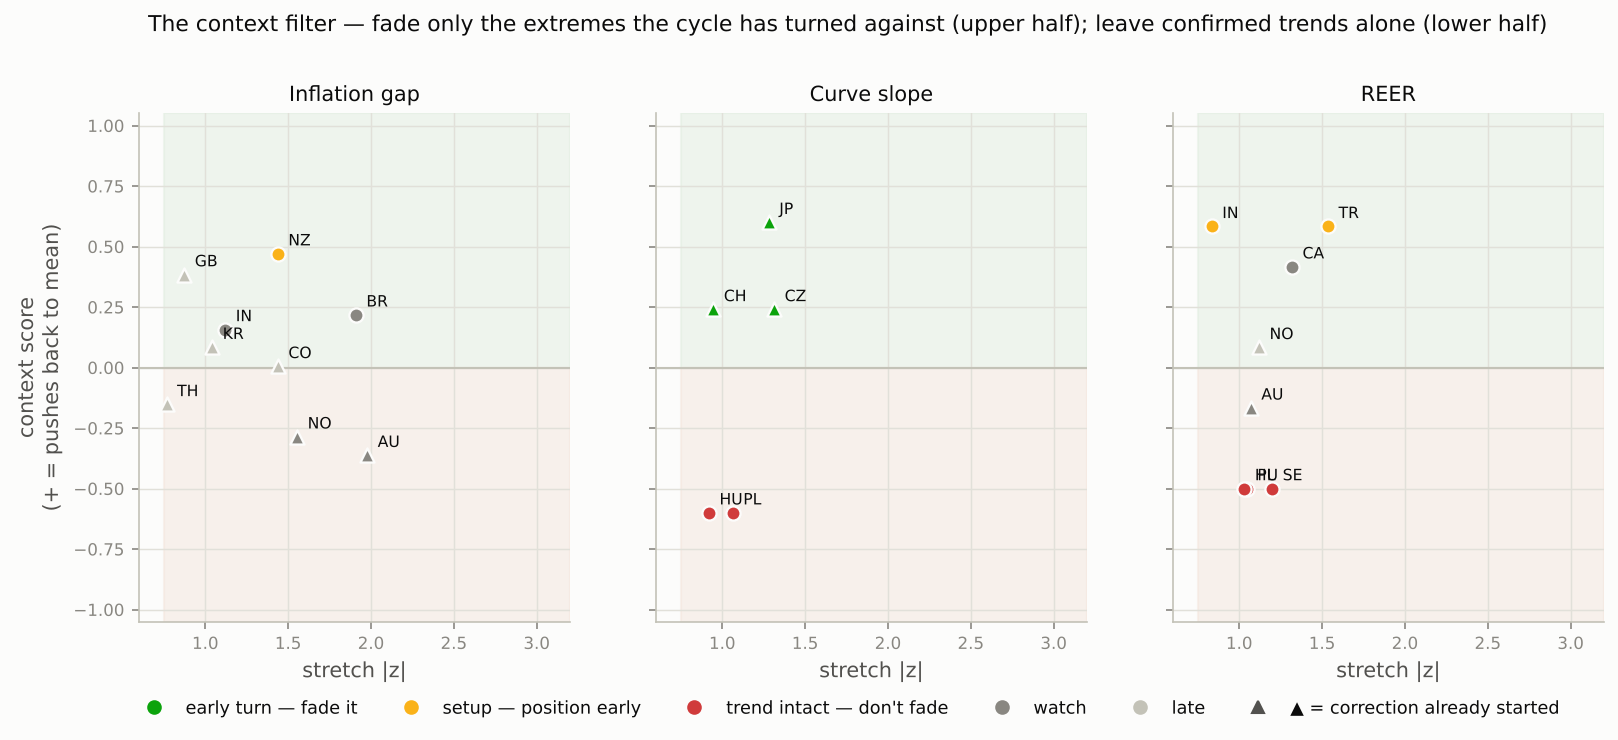 The context filter — fade only the extremes the cycle has turned against (upper half); leave confirmed trends alone (lower half)
Inflation gap
Curve slope
REER
context score
(+ = pushes back to mean)
1.00
0.75
0.50
0.25
0.00
−0.25
−0.50
−0.75
−1.00
NZ
GB
BR
IN
KR
CO
TH
NO
AU
1.0 1.5 2.0 2.5 3.0
stretch |z|
JP
CH
CZ
HU
PL
1.0 1.5 2.0 2.5 3.0
stretch |z|
IN
TR
CA
NO
AU
HU
PL
SE
1.0 1.5 2.0 2.5 3.0
stretch |z|
early turn — fade it
setup — position early
trend intact — don't fade
watch
late
▲ = correction already started